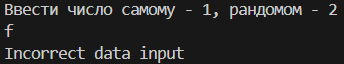 Ввести число самому - 1, рандомом - 2
f
Incorrect data input